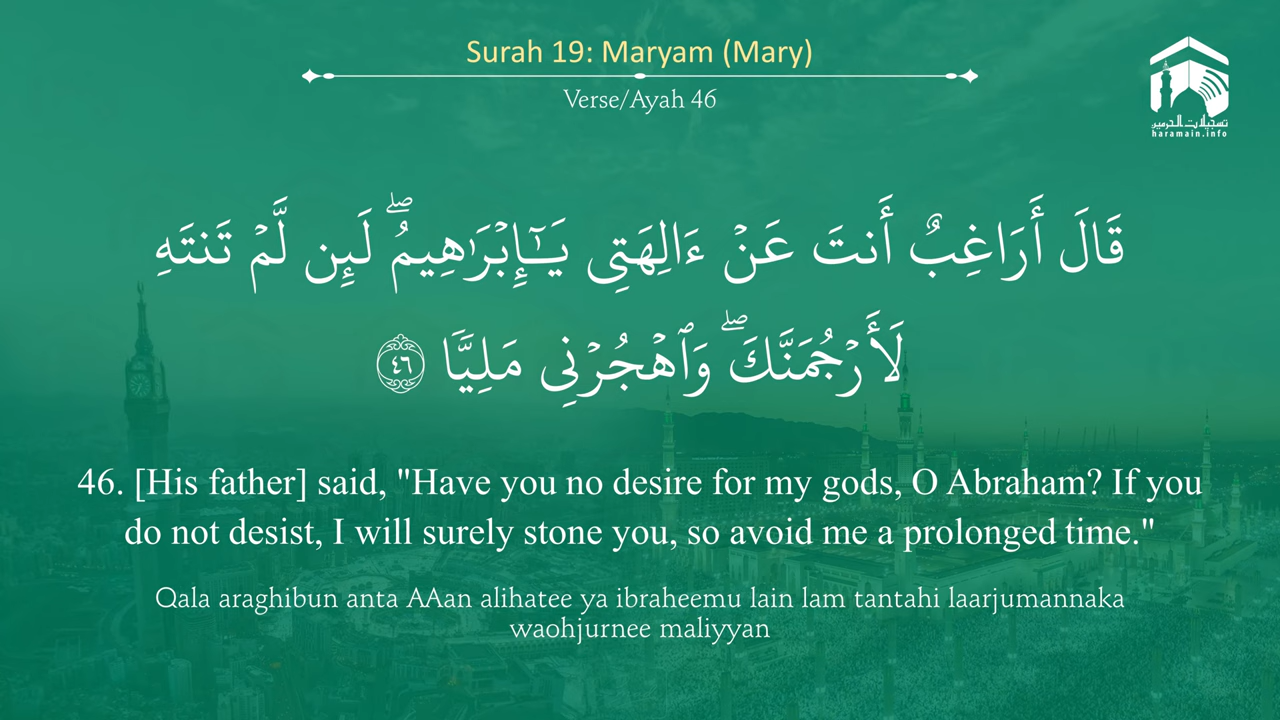 Surah 19: Maryam (Mary)
Verse/Ayah 46
تسجيلات الحرمين
haramain.info
قَالَ أَرَاغِبٌ أَنتَ عَنْ ءَالِهَتِى يَـٰٓإِبْرَٰهِيمُ ۖ لَئِن لَّمْ تَنتَهِ
لَأَرْجُمَنَّكَ ۖ وَٱهْجُرْنِى مَلِيًّا ٤٦
46. [His father] said, "Have you no desire for my gods, O Abraham? If you
do not desist, I will surely stone you, so avoid me a prolonged time."
Qala araghibun anta AAan alihatee ya ibraheemu lain lam tantahi laarjumannaka
waohjurnee maliyyan